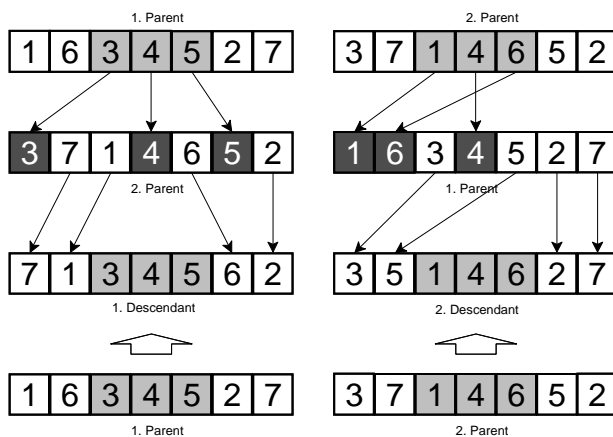 1. Parent 2. Parent
1 6 3 4 5 2 7 3 7 1 4 6 5 2
3 7 1 4 6 5 2 1 6 3 4 5 2 7
2. Parent 1. Parent
7 1 3 4 5 6 2 3 5 1 4 6 2 7
1. Descendant 2. Descendant
1 6 3 4 5 2 7 3 7 1 4 6 5 2
1. Parent 2. Parent